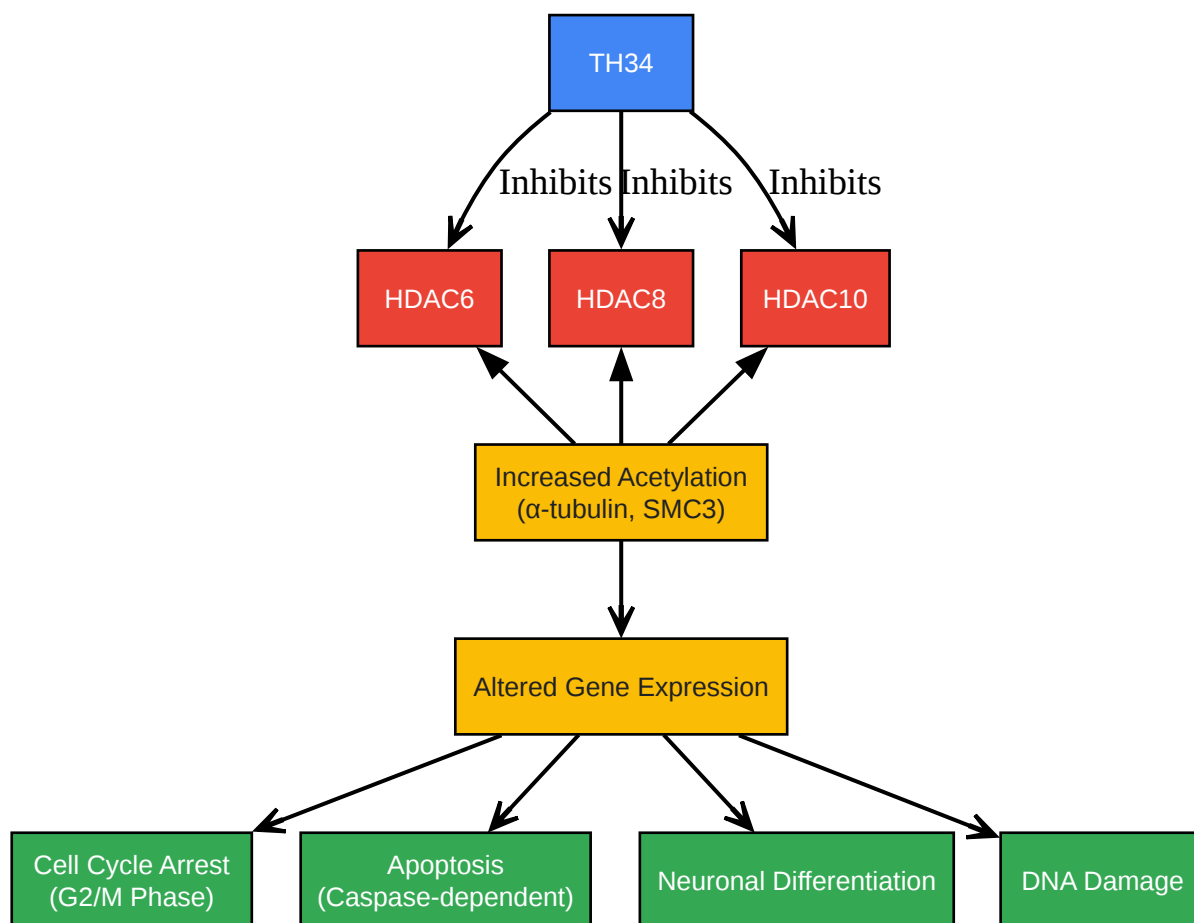 TH34
Inhibits Inhibits Inhibits
HDAC6 HDAC8 HDAC10
Increased Acetylation
(α-tubulin, SMC3)
Altered Gene Expression
Cell Cycle Arrest
(G2/M Phase)
Apoptosis
(Caspase-dependent)
Neuronal Differentiation
DNA Damage